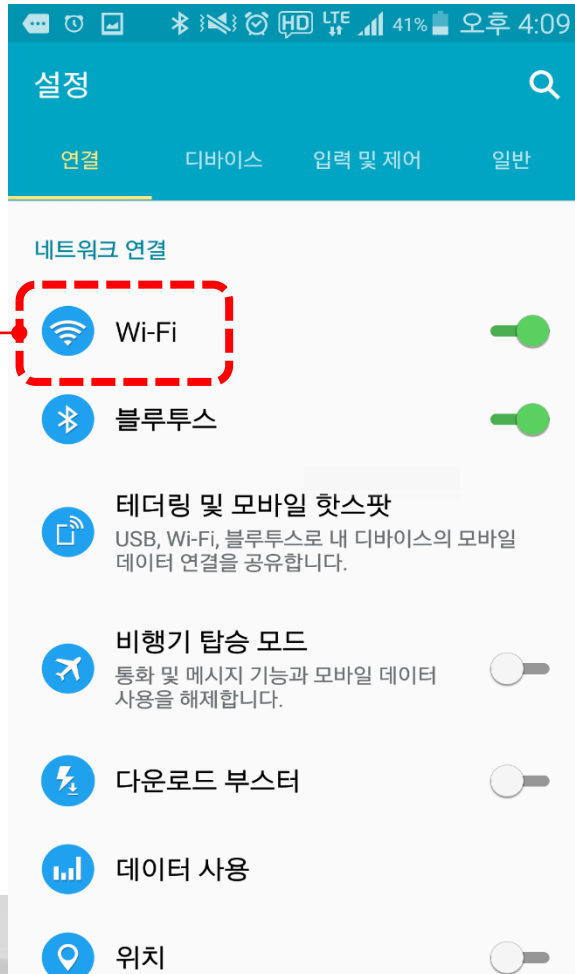 HD LTE 41% 오후 4:09
설정
연결 디바이스 입력 및 제어 일반
네트워크 연결
Wi-Fi
블루투스
테더링 및 모바일 핫스팟
USB, Wi-Fi, 블루투스로 내 디바이스의 모바일
데이터 연결을 공유합니다.
비행기 탑승 모드
통화 및 메시지 기능과 모바일 데이터
사용을 해제합니다.
다운로드 부스터
데이터 사용
위치